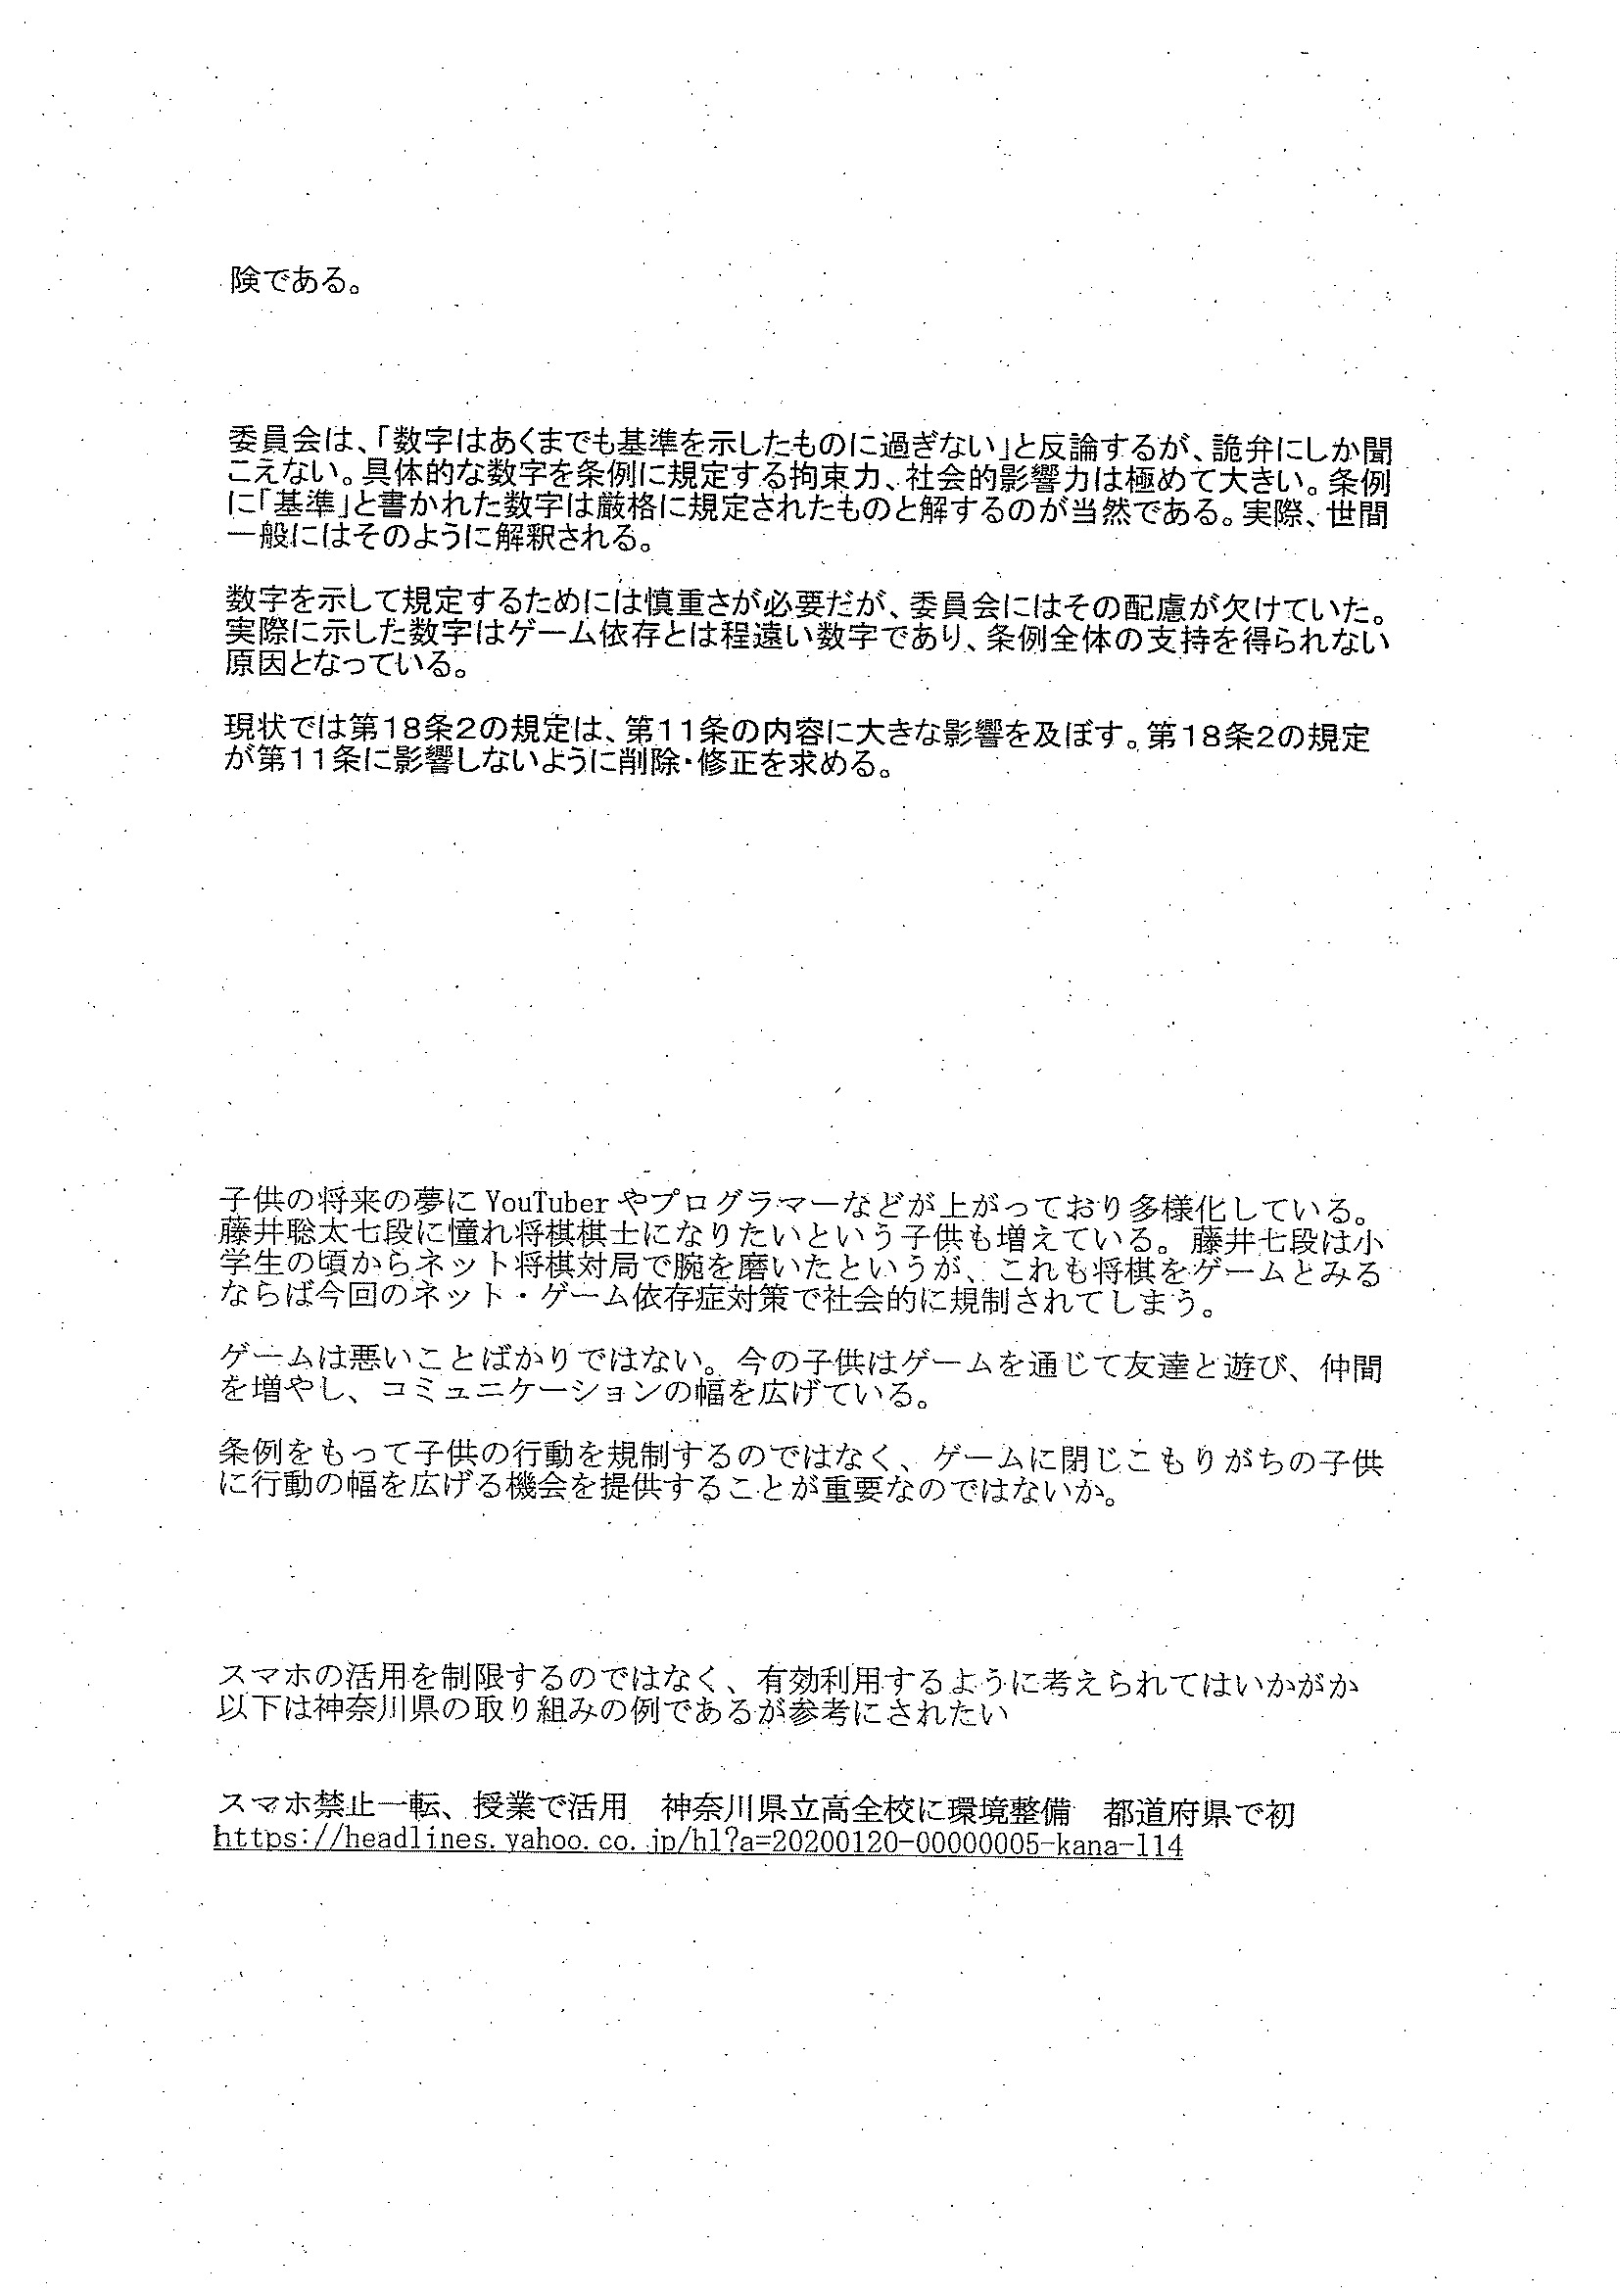 険である。
委員会は、「数字はあくまでも基準を示したものに過ぎない」と反論するが、詭弁にしか聞
こえない。具体的な数字を条例に規定する拘束力、社会的影響力は極めて大きい。条例
に「基準」と書かれた数字は厳格に規定されたものと解するのが当然である。実際、世間
一般にはそのように解釈される。
数字を示して規定するためには慎重さが必要だが、委員会にはその配慮が欠けていた。
実際に示した数字はゲーム依存とは程遠い数字であり、条例全体の支持を得られない
原因となっている。
現状では第18条2の規定は、第11条の内容に大きな影響を及ぼす。第18条2の規定
が第11条に影響しないように削除・修正を求める。
子供の将来の夢に YouTuber やプログラマーなどが上がっており多様化している。
藤井聡太七段に憧れ将棋棋士になりたいという子供も増えている。藤井七段は小
学生の頃からネット将棋対局で腕を磨いたというが、これも将棋をゲームとみる
ならば今回のネット・ゲーム依存症対策で社会的に規制されてしまう。
ゲームは悪いことばかりではない。今の子供はゲームを通じて友達と遊び、仲間
を増やし、コミュニケーションの幅を広げている。
条例をもって子供の行動を規制するのではなく、ゲームに閉じこもりがちの子供
に行動の幅を広げる機会を提供することが重要なのではないか。
スマホの活用を制限するのではなく、有効利用するように考えられてはいかがか
以下は神奈川県の取り組みの例であるが参考にされたい
スマホ禁止一転、授業で活用　神奈川県立高全校に環境整備　都道府県で初
https://headlines.yahoo.co.jp/hl?a=20200120-00000005-kana-l14